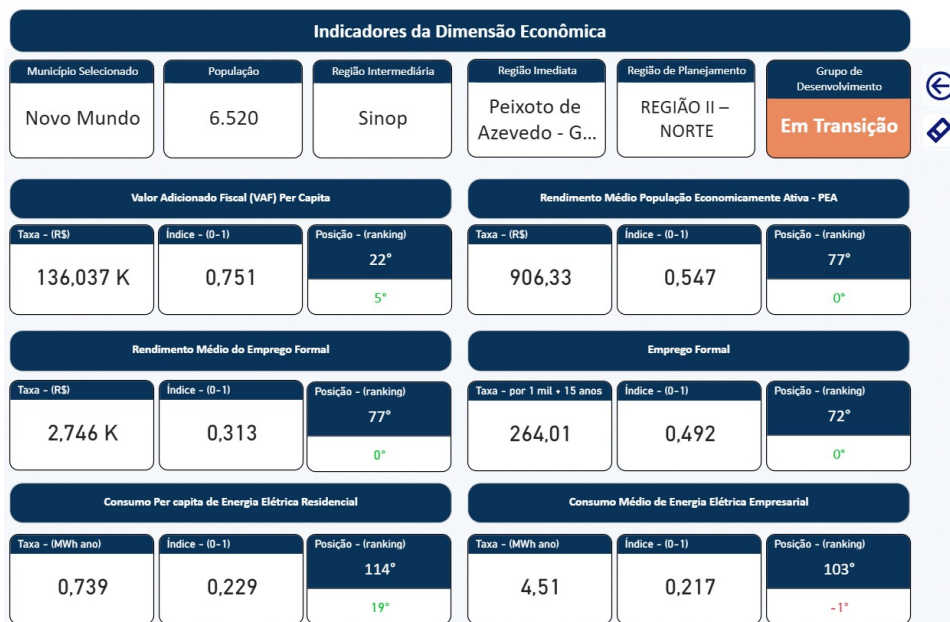 Indicadores da Dimensão Econômica
Município Selecionado
Novo Mundo
População
6.520
Região Intermediária
Sinop
Região Imediata
Peixoto de
Azevedo - G...
Região de Planejamento
REGIÃO II –
NORTE
Grupo de
Desenvolvimento
Em Transição
Valor Adicionado Fiscal (VAF) Per Capita
Taxa - (R$)
136,037 K
Índice - (0-1)
0,751
Posição - (ranking)
22°
5°
Rendimento Médio População Economicamente Ativa - PEA
Taxa - (R$)
906,33
Índice - (0-1)
0,547
Posição - (ranking)
77°
0°
Rendimento Médio do Emprego Formal
Taxa - (R$)
2,746 K
Índice - (0-1)
0,313
Posição - (ranking)
77°
0°
Emprego Formal
Taxa - por 1 mil + 15 anos
264,01
Índice - (0-1)
0,492
Posição - (ranking)
72°
0°
Consumo Per capita de Energia Elétrica Residencial
Taxa - (MWh ano)
0,739
Índice - (0-1)
0,229
Posição - (ranking)
114°
19°
Consumo Médio de Energia Elétrica Empresarial
Taxa - (MWh ano)
4,51
Índice - (0-1)
0,217
Posição - (ranking)
103°
-1°